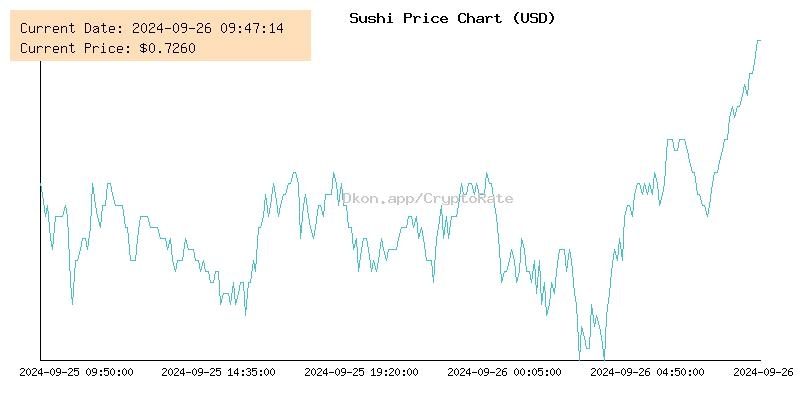 Sushi Price Chart (USD)
Current Date: 2024-09-26 09:47:14
Current Price: $0.7260
Okon.app/CryptoRate
2024-09-25 09:50:00
2024-09-25 14:35:00
2024-09-25 19:20:00
2024-09-26 00:05:00
2024-09-26 04:50:00
2024-09-26